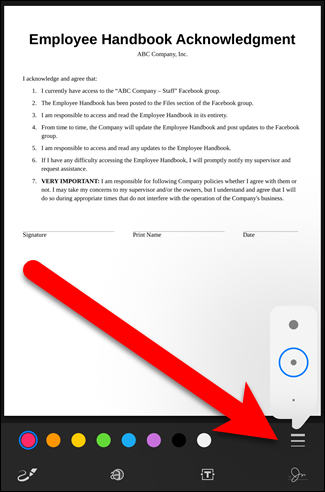 Employee Handbook Acknowledgment
ABC Company, Inc.
I acknowledge and agree that:
1. I currently have access to the “ABC Company – Staff” Facebook group.
2. The Employee Handbook has been posted to the Files section of the Facebook group.
3. I am responsible to access and read the Employee Handbook in its entirety.
4. From time to time, the Company will update the Employee Handbook and post updates to the Facebook
group.
5. I am responsible to access and read any updates to the Employee Handbook.
6. If I have any difficulty accessing the Employee Handbook, I will promptly notify my supervisor and
request assistance.
7. VERY IMPORTANT: I am responsible for following Company policies whether I agree with them or
not. I may take my concerns to my supervisor and/or the owners, but I understand and agree that I will
do so during appropriate times that do not interfere with the operation of the Company's business.
Signature Print Name Date
T